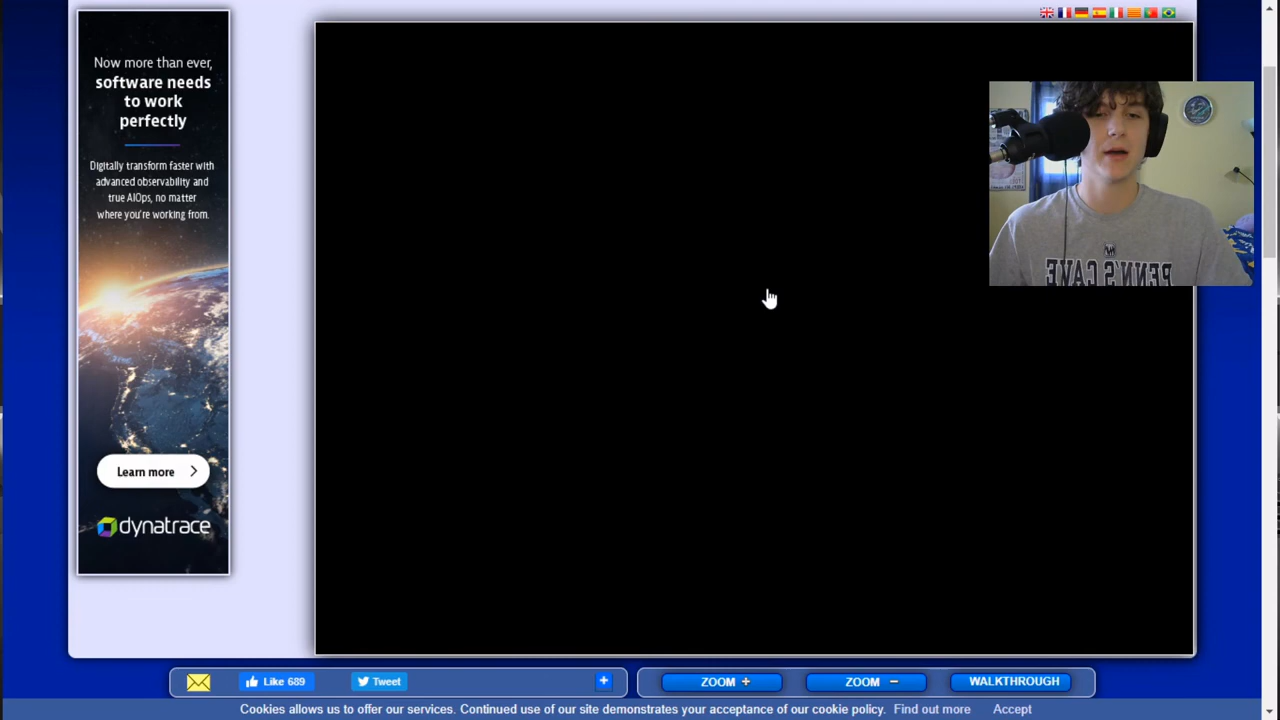 Now more than ever,
software needs
to work
perfectly
Digitally transform faster with
advanced observability and
true AIOps, no matter
where you're working from.
Learn more
dynatrace
PENN'S CAVE
Like 689
Tweet
+
ZOOM +
ZOOM −
WALKTHROUGH
Cookies allows us to offer our services. Continued use of our site demonstrates your acceptance of our cookie policy. Find out more Accept